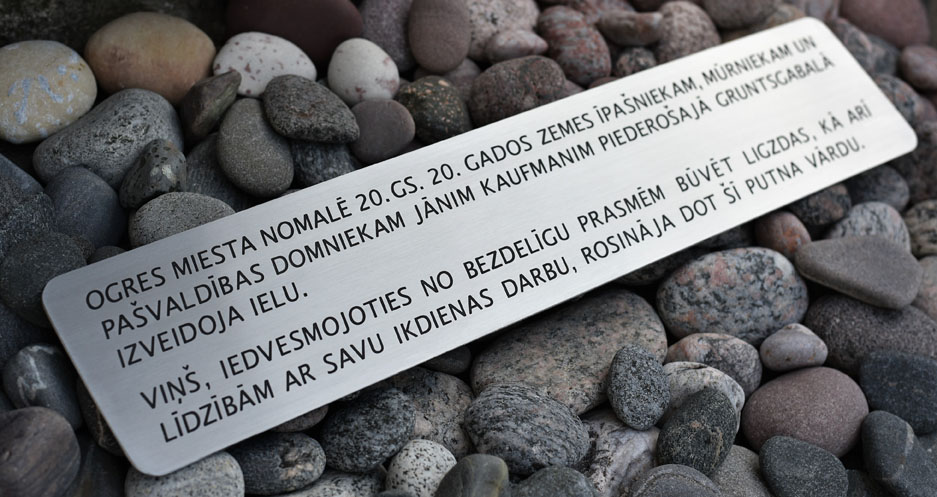 OGRES MIESTA NOMALĒ 20.GS. 20. GADOS ZEMES ĪPAŠNIEKAM, MŪRNIEKAM UN
PAŠVALDĪBAS DOMNIEKAM JĀNIM KAUFMANIM PIEDEROŠAJĀ GRUNTSGABALĀ
IZVEIDOJA IELU.
VIŅŠ, IEDVESMOJOTIES NO BEZDELĪGU PRASMĒM BŪVĒT LIGZDAS, KĀ ARĪ
LĪDZĪBĀM AR SAVU IKDIENAS DARBU, ROSINĀJA DOT ŠĪ PUTNA VĀRDU.